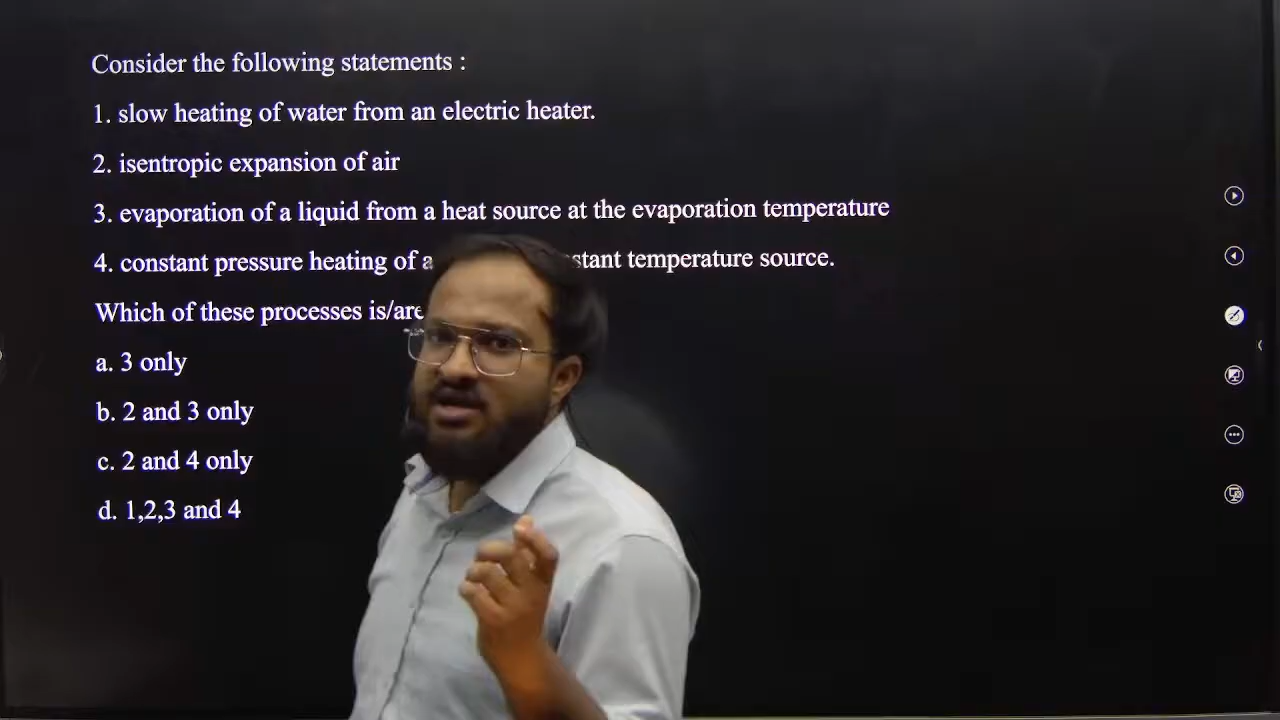 Consider the following statements :
1. slow heating of water from an electric heater.
2. isentropic expansion of air
3. evaporation of a liquid from a heat source at the evaporation temperature
4. constant pressure heating of a temperature source.
Which of these processes is/are
a. 3 only
b. 2 and 3 only
c. 2 and 4 only
d. 1,2,3 and 4